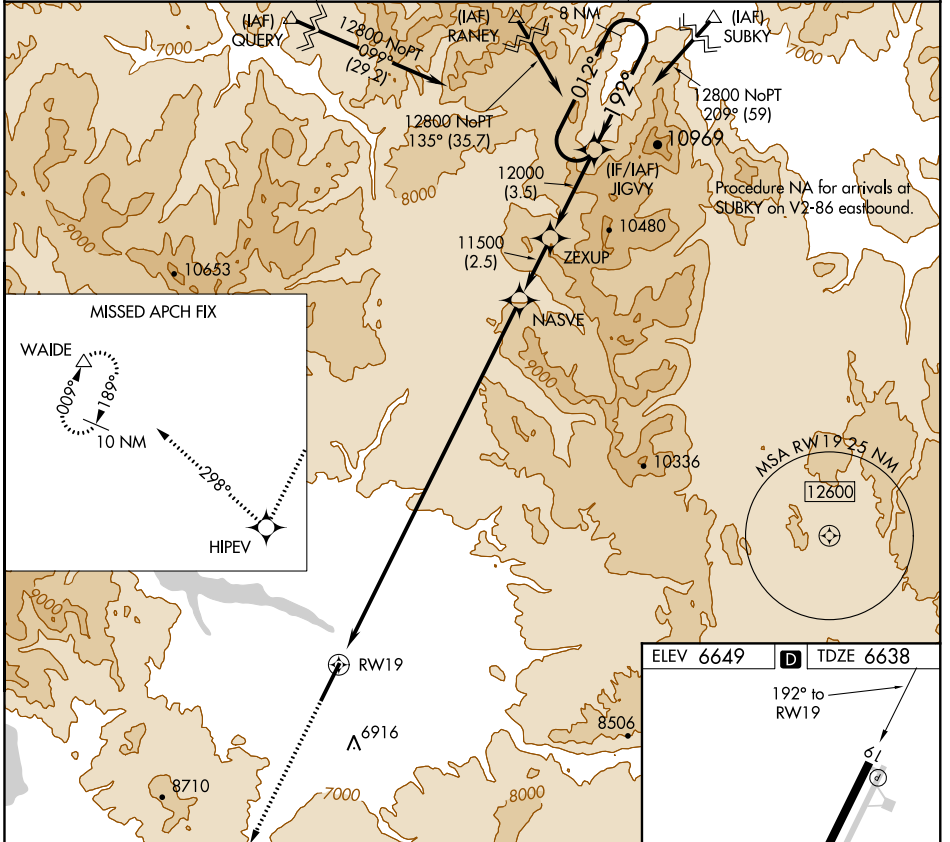 (IAF)
QUERY
7000
12800 NoPT
099°
(29.2)
(IAF)
RANEY
8 NM
(IAF)
SUBKY
7000
012°
192°
12800 NoPT
135° (35.7)
12800 NoPT
209° (59)
10969
(IF/IAF)
JIGVY
12000
(3.5)
8000
Procedure NA for arrivals at
SUBKY on V2-86 eastbound.
9000
10480
11500
(2.5)
ZEXUP
10653
NASVE
MISSED APCH FIX
WAIDE
009°
189°
10 NM
298°
HIPEV
9000
10336
MSA RW19 25 NM
12600
9000
RW19
6916
8506
8710
7000
8000
ELEV 6649
D
TDZE 6638
192° to
RW19
19
P